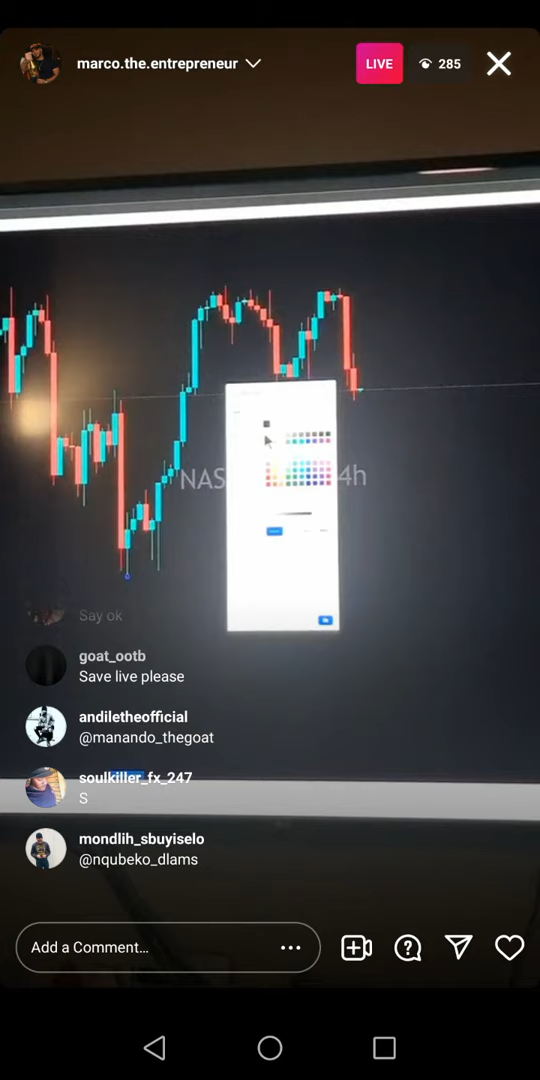 marco.the.entrepreneur
LIVE
285
NAS
4h
Say ok
goat_ootb
Save live please
andiletheofficial
@manando_thegoat
soulkiller_fx_247
S
mondlih_sbuyiselo
@nqubeko_dlams
Add a Comment...